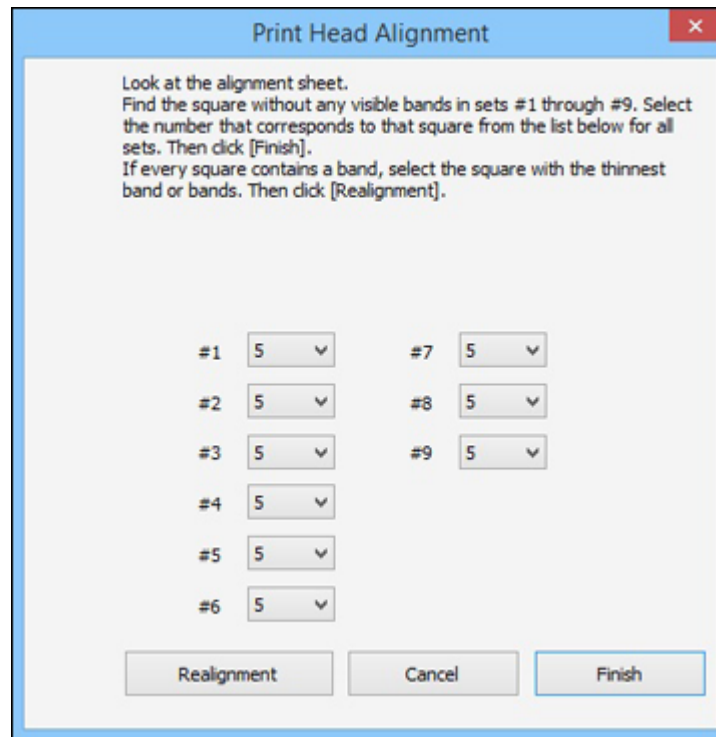 Print Head Alignment
Look at the alignment sheet.
Find the square without any visible bands in sets #1 through #9. Select
the number that corresponds to that square from the list below for all
sets. Then click [Finish].
If every square contains a band, select the square with the thinnest
band or bands. Then click [Realignment].
#1 5 #7 5
#2 5 #8 5
#3 5 #9 5
#4 5
#5 5
#6 5
Realignment Cancel Finish